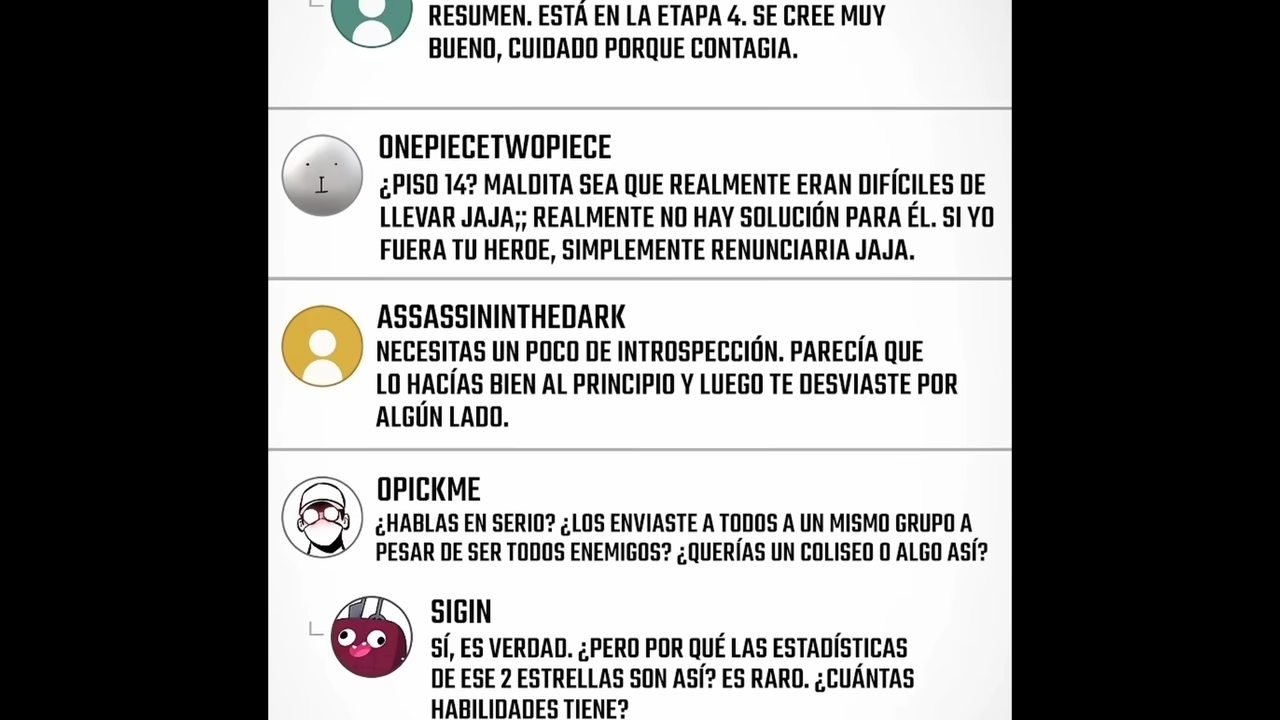 RESUMEN. ESTÁ EN LA ETAPA 4. SE CREE MUY
BUENO, CUIDADO PORQUE CONTAGIA.
ONEPIECETWOPIECE
¿PISO 14? MALDITA SEA QUE REALMENTE ERAN DIFÍCILES DE
LLEVAR JAJA;; REALMENTE NO HAY SOLUCIÓN PARA ÉL. SI YO
FUERA TU HEROE, SIMPLEMENTE RENUNCIARIA JAJA.
ASSASSININTHEDARK
NECESITAS UN POCO DE INTROSPECCIÓN. PARECÍA QUE
LO HACÍAS BIEN AL PRINCIPIO Y LUEGO TE DESVIASTE POR
ALGÚN LADO.
OPICKME
¿HABLAS EN SERIO? ¿LOS ENVIASTE A TODOS A UN MISMO GRUPO A
PESAR DE SER TODOS ENEMIGOS? ¿QUERÍAS UN COLISEO O ALGO ASÍ?
SIGIN
SÍ, ES VERDAD. ¿PERO POR QUÉ LAS ESTADÍSTICAS
DE ESE 2 ESTRELLAS SON ASÍ? ES RARO. ¿CUÁNTAS
HABILIDADES TIENE?